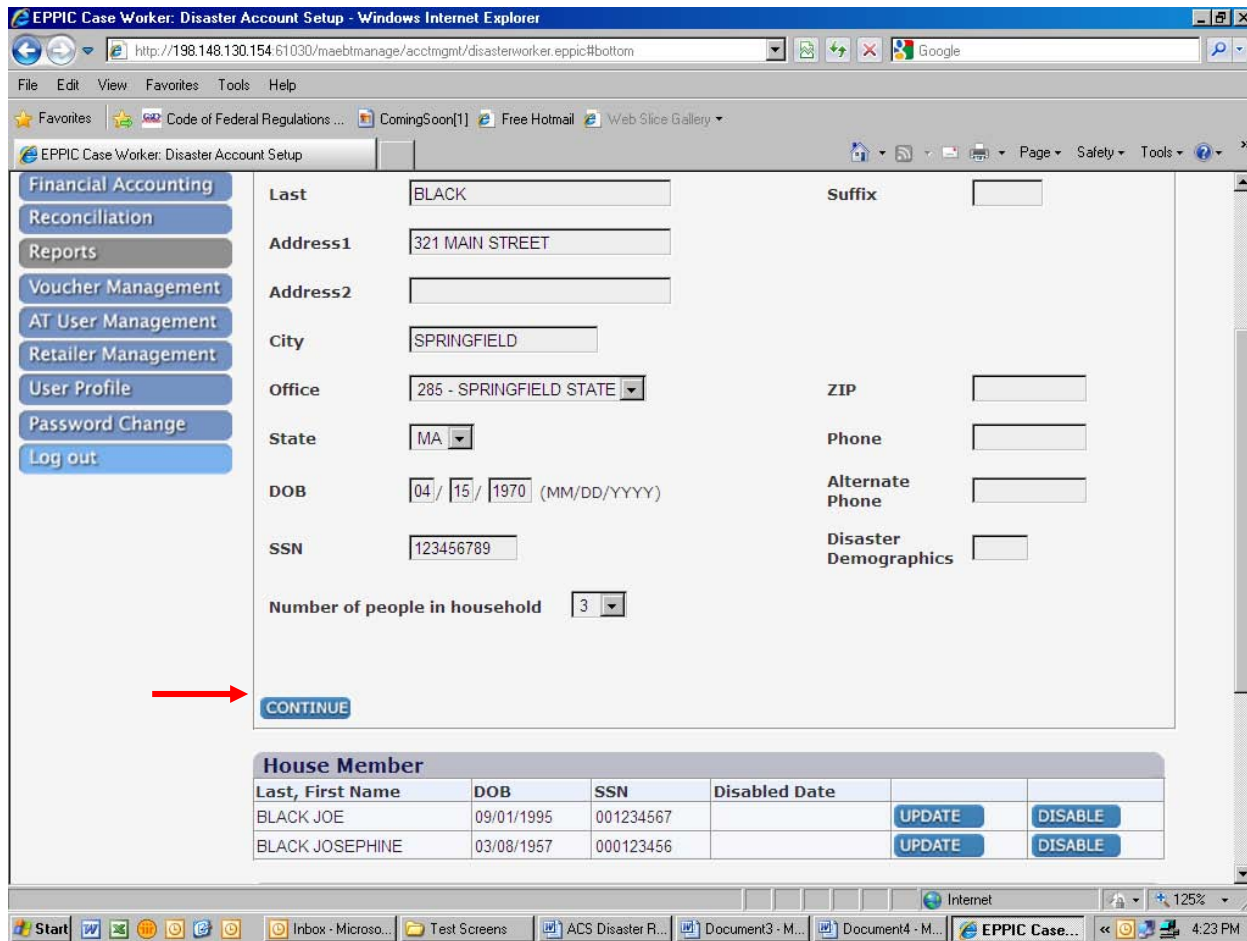 EPPIC Case Worker: Disaster Account Setup - Windows Internet Explorer
http://198.148.130.154:61030/maebtmanage/acctmgmt/disasterworker.eppic#bottom
Google
File Edit View Favorites Tools Help
Favorites Code of Federal Regulations ... ComingSoon[1] Free Hotmail Web Slice Gallery
EPPIC Case Worker: Disaster Account Setup Page Safety Tools
Financial Accounting
Reconciliation
Reports
Voucher Management
AT User Management
Retailer Management
User Profile
Password Change
Log out
Last BLACK Suffix
Address1 321 MAIN STREET
Address2
City SPRINGFIELD
Office 285 - SPRINGFIELD STATE ZIP
State MA Phone
DOB 04/ 15/ 1970 (MM/DD/YYYY) Alternate Phone
SSN 123456789 Disaster Demographics
Number of people in household 3
CONTINUE
House Member
Last, First Name DOB SSN Disabled Date
BLACK JOE 09/01/1995 001234567 UPDATE DISABLE
BLACK JOSEPHINE 03/08/1957 000123456 UPDATE DISABLE
Internet 125%
Start Inbox - Microso... Test Screens ACS Disaster R... Document3 - M... Document4 - M... EPPIC Case... « 4:23 PM